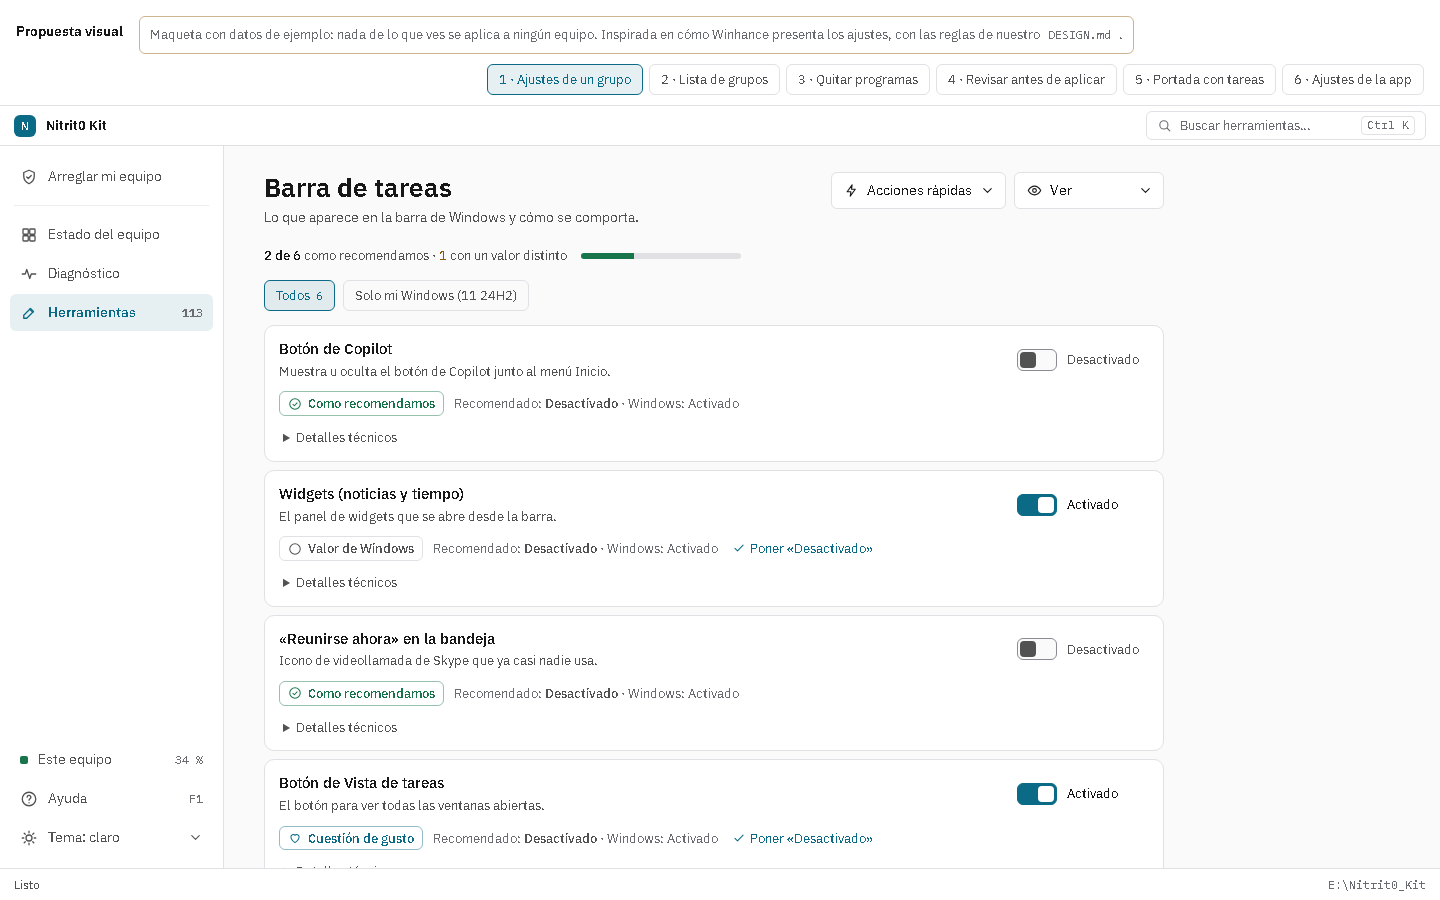 Propuesta visual
Maqueta con datos de ejemplo: nada de lo que ves se aplica a ningún equipo. Inspirada en cómo Winhance presenta los ajustes, con las reglas de nuestro DESIGN.md .
1 · Ajustes de un grupo
2 · Lista de grupos
3 · Quitar programas
4 · Revisar antes de aplicar
5 · Portada con tareas
6 · Ajustes de la app
N Nitrit0 Kit
Buscar herramientas... Ctrl K
Arreglar mi equipo
Estado del equipo
Diagnóstico
Herramientas 113
Este equipo 34 %
Ayuda F1
Tema: claro
Barra de tareas
Lo que aparece en la barra de Windows y cómo se comporta.
Acciones rápidas
Ver
2 de 6 como recomendamos · 1 con un valor distinto
Todos 6
Solo mi Windows (11 24H2)
Botón de Copilot
Muestra u oculta el botón de Copilot junto al menú Inicio.
Como recomendamos Recomendado: Desactivado · Windows: Activado
Detalles técnicos
Desactivado
Widgets (noticias y tiempo)
El panel de widgets que se abre desde la barra.
Valor de Windows Recomendado: Desactivado · Windows: Activado Poner «Desactivado»
Detalles técnicos
Activado
«Reunirse ahora» en la bandeja
Icono de videollamada de Skype que ya casi nadie usa.
Como recomendamos Recomendado: Desactivado · Windows: Activado
Detalles técnicos
Desactivado
Botón de Vista de tareas
El botón para ver todas las ventanas abiertas.
Cuestión de gusto Recomendado: Desactivado · Windows: Activado Poner «Desactivado»
Activado
Listo
E:\Nitrit0_Kit